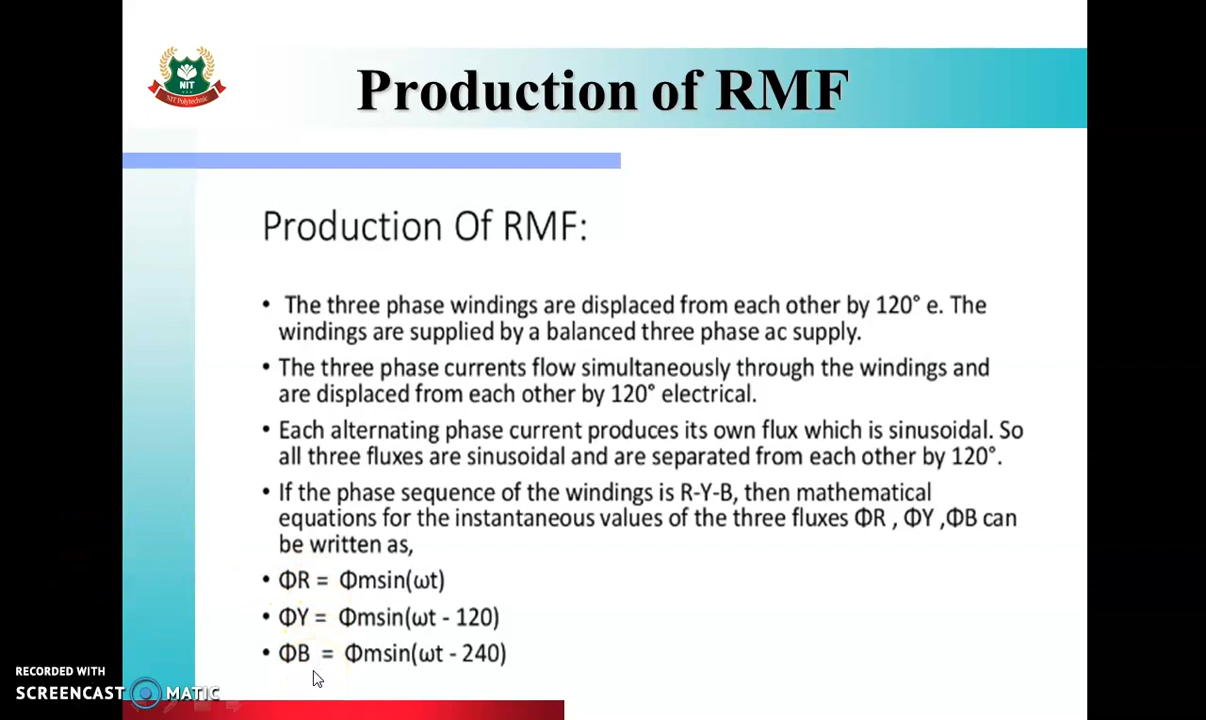 NIT
NIT Polytechnic
Production of RMF
Production Of RMF:
• The three phase windings are displaced from each other by 120° e. The
windings are supplied by a balanced three phase ac supply.
• The three phase currents flow simultaneously through the windings and
are displaced from each other by 120° electrical.
• Each alternating phase current produces its own flux which is sinusoidal. So
all three fluxes are sinusoidal and are separated from each other by 120°.
• If the phase sequence of the windings is R-Y-B, then mathematical
equations for the instantaneous values of the three fluxes ΦR , ΦY ,ΦB can
be written as,
• ΦR = Φmsin(ωt)
• ΦY = Φmsin(ωt - 120)
• ΦB = Φmsin(ωt - 240)
RECORDED WITH
SCREENCAST MATIC